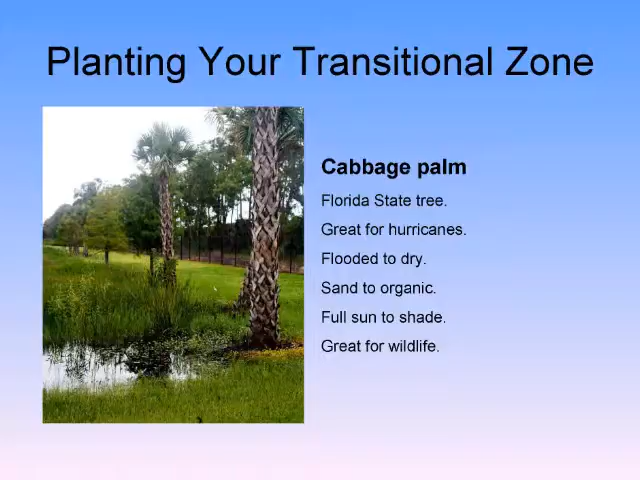 Planting Your Transitional Zone
Cabbage palm
Florida State tree.
Great for hurricanes.
Flooded to dry.
Sand to organic.
Full sun to shade.
Great for wildlife.